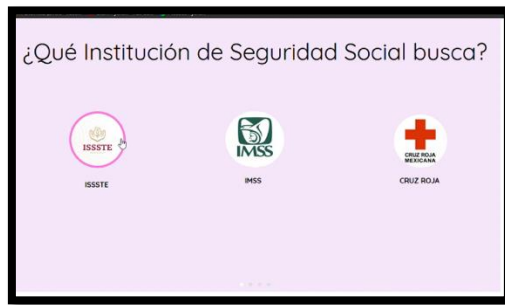 ¿Qué Institución de Seguridad Social busca?
ISSSTE
IMSS
CRUZ ROJA
MEXICANA
ISSSTE
IMSS
CRUZ ROJA